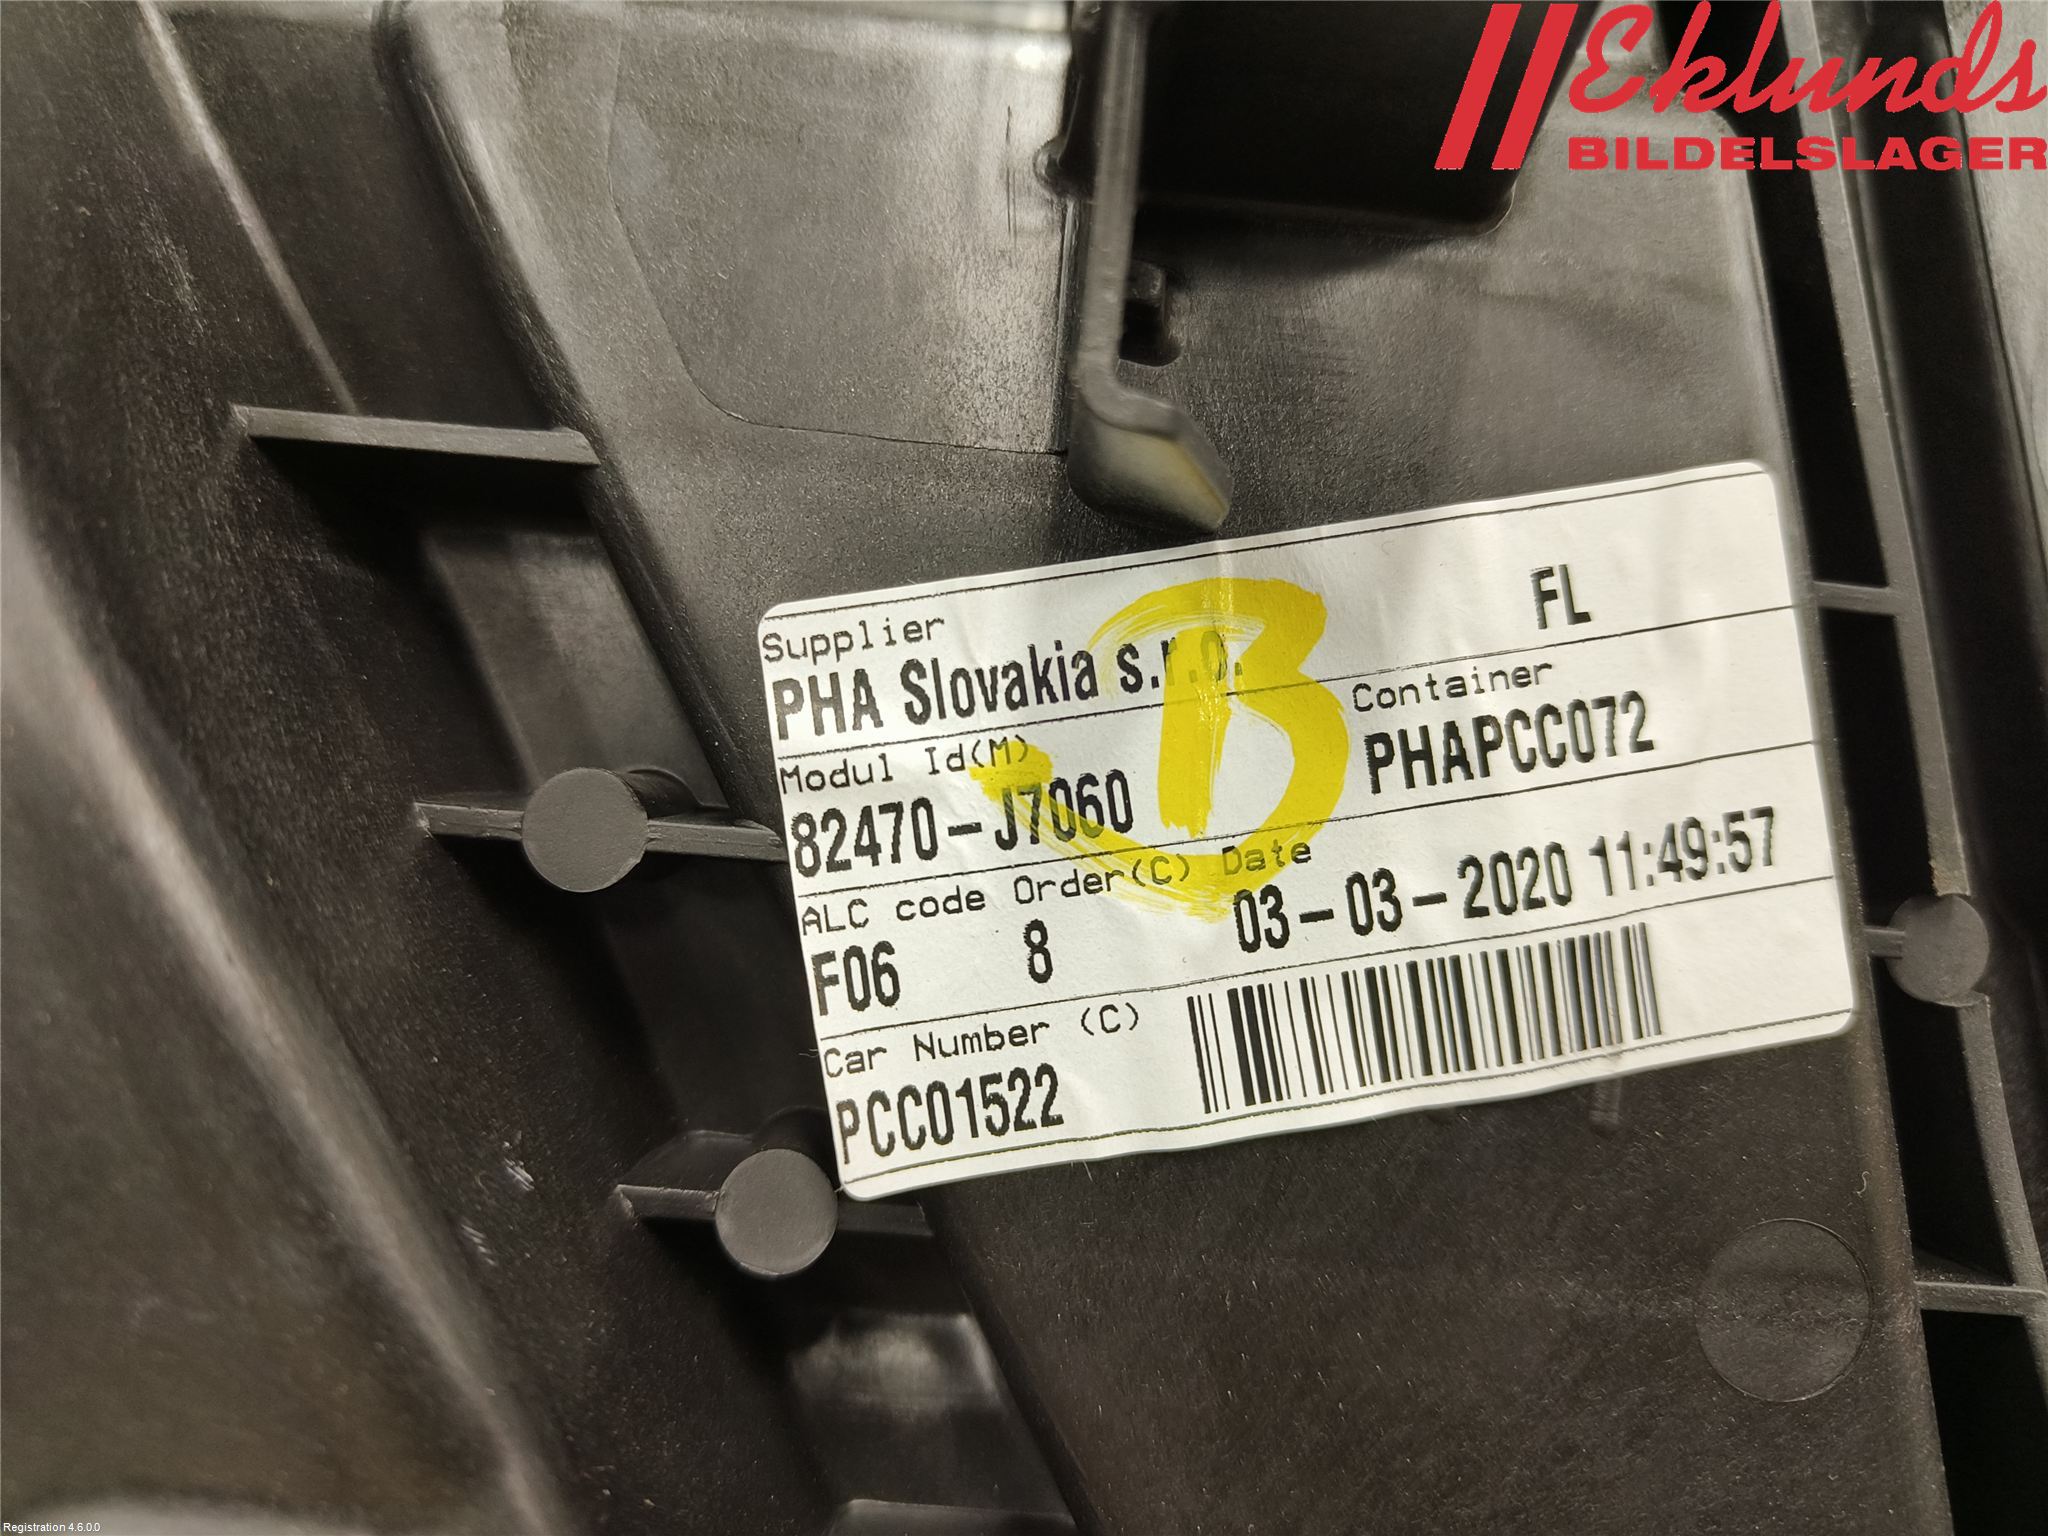 Eklunds
BILDELSLAGER
Supplier
PHA Slovakia s.r.o.
FL
Modul Id(M)
82470-J7060
Container
PHAPCC072
ALC code Order(C) Date
F06 8 03-03-2020 11:49:57
Car Number (C)
PCC01522
B
Registration 4.6.0.0